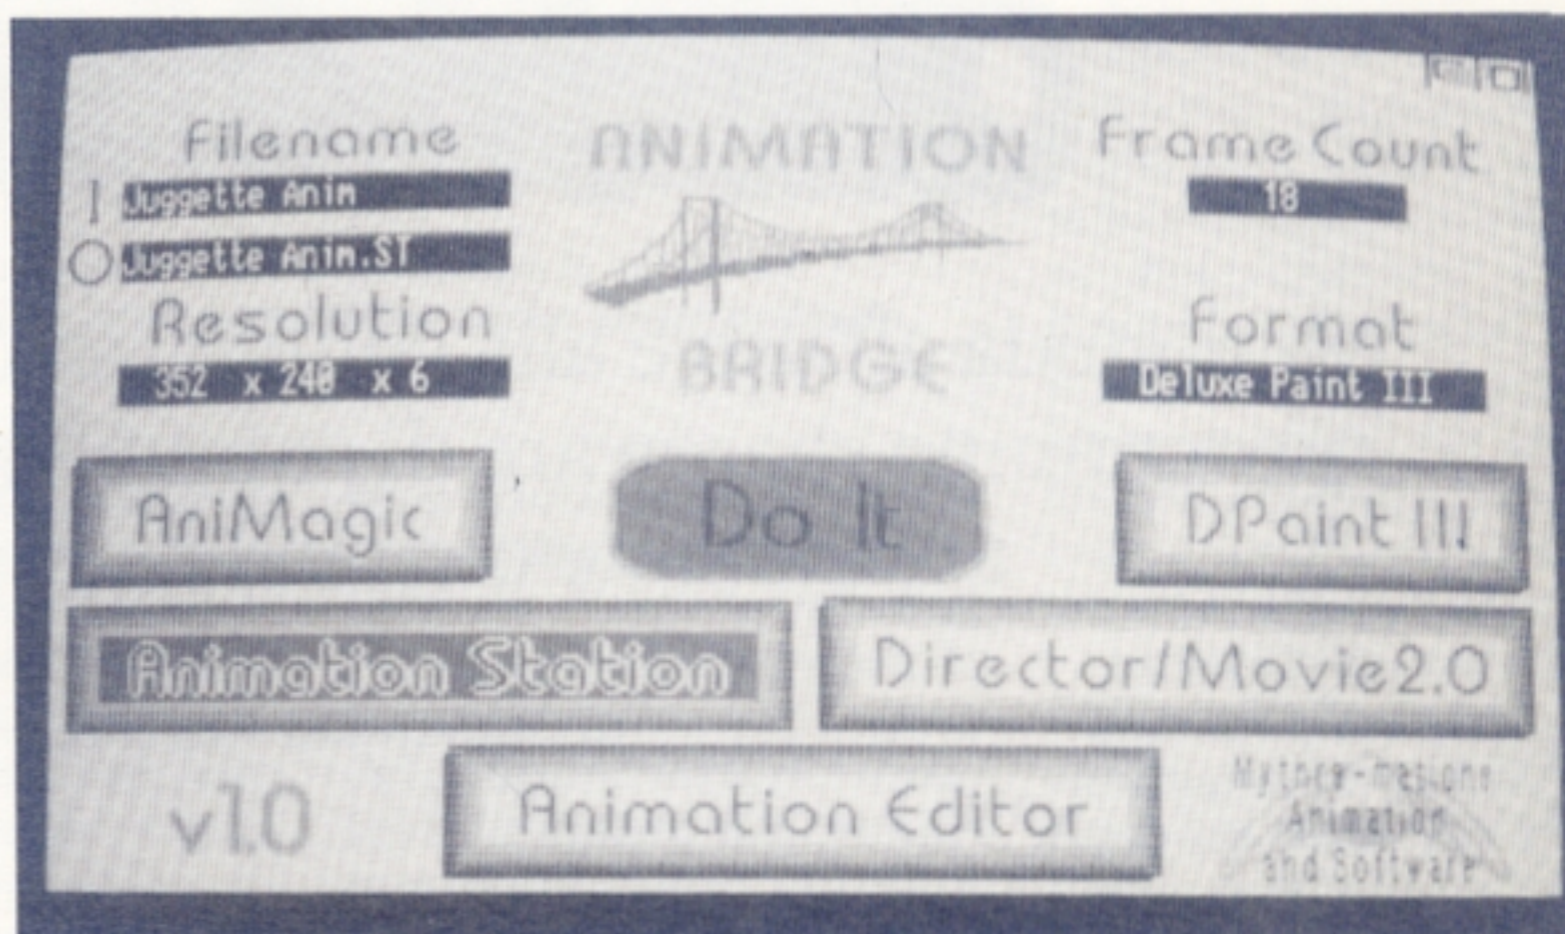 Filename
I Juggette Anim
O Juggette Anim.ST
Resolution
352 x 240 x 6
ANIMATION
BRIDGE
Frame Count
18
Format
Deluxe Paint III
AniMagic
Do It
DPaint III
Animation Station
Director/Movie2.0
v1.0
Animation Editor
Animation
and Software